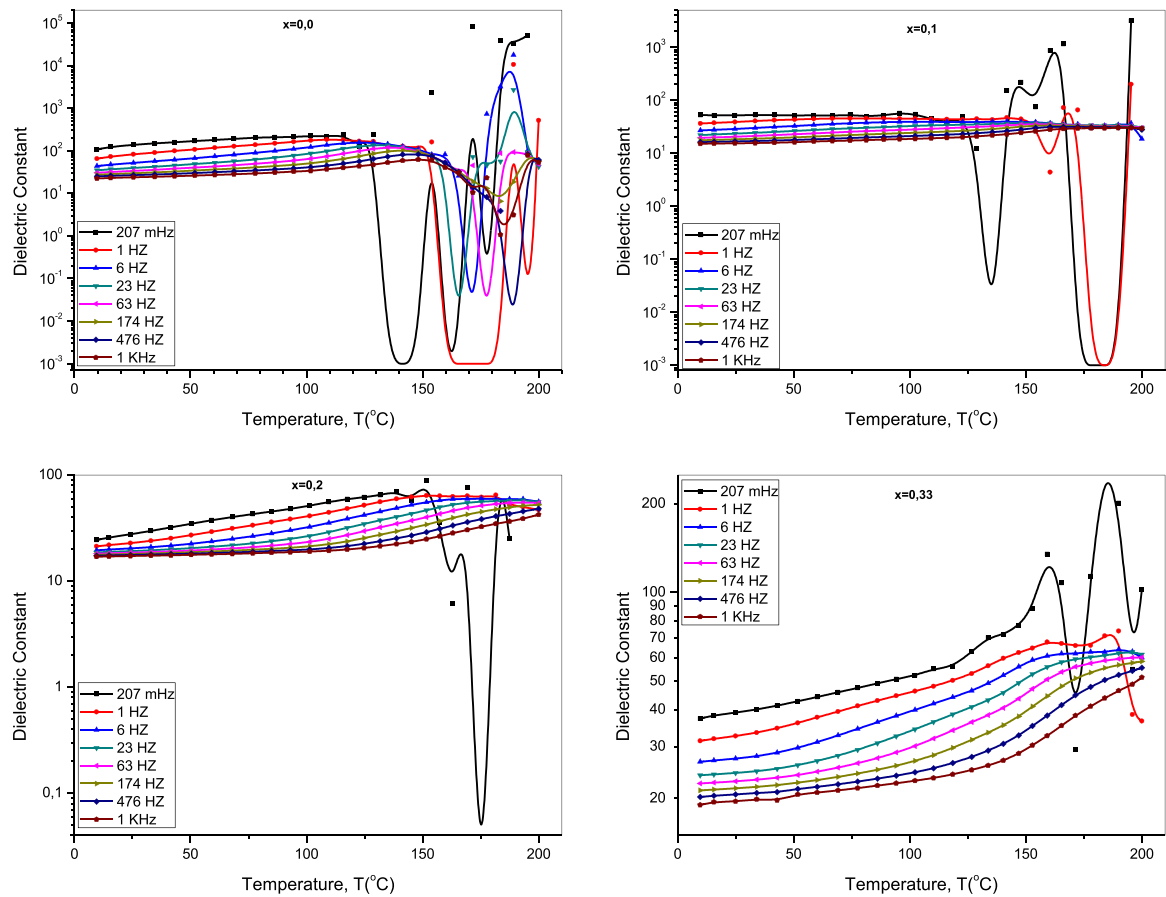 x=0,0
10^5
10^4
10^3
10^2
10^1
10^0
10^-1
10^-2
10^-3
Dielectric Constant
207 mHz
1 HZ
6 HZ
23 HZ
63 HZ
174 HZ
476 HZ
1 KHz
0 50 100 150 200
Temperature, T(°C)
x=0,1
10^3
10^2
10^1
10^0
10^-1
10^-2
10^-3
Dielectric Constant
207 mHz
1 HZ
6 HZ
23 HZ
63 HZ
174 HZ
476 HZ
1 KHz
0 50 100 150 200
Temperature, T(°C)
x=0,2
100
10
1
0,1
Dielectric Constant
207 mHz
1 HZ
6 HZ
23 HZ
63 HZ
174 HZ
476 HZ
1 KHz
0 50 100 150 200
Temperature, T(°C)
x=0,33
200
100
90
80
70
60
50
40
30
20
Dielectric Constant
207 mHz
1 HZ
6 HZ
23 HZ
63 HZ
174 HZ
476 HZ
1 KHz
0 50 100 150 200
Temperature, T(°C)